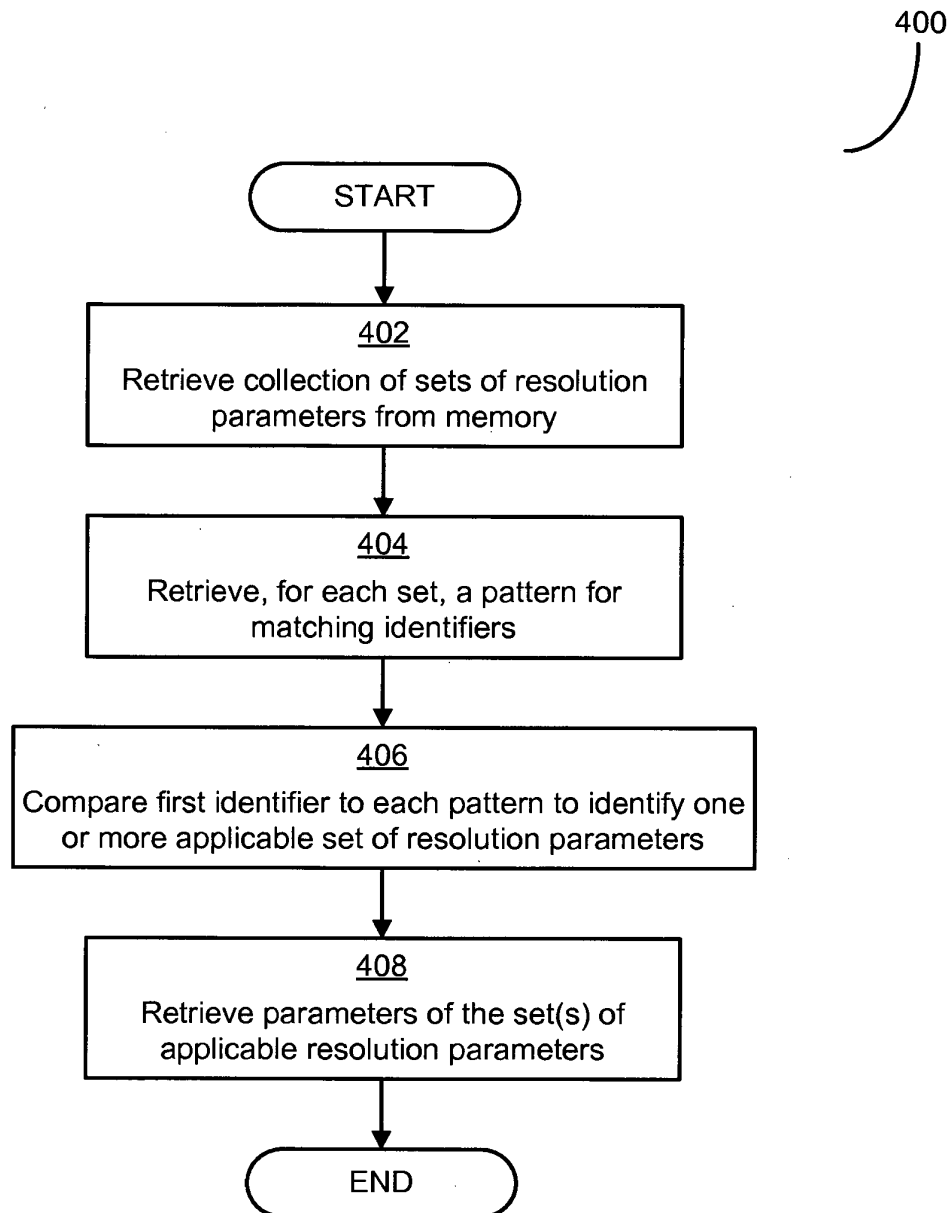 400
START
402
Retrieve collection of sets of resolution
parameters from memory
404
Retrieve, for each set, a pattern for
matching identifiers
406
Compare first identifier to each pattern to identify one
or more applicable set of resolution parameters
408
Retrieve parameters of the set(s) of
applicable resolution parameters
END